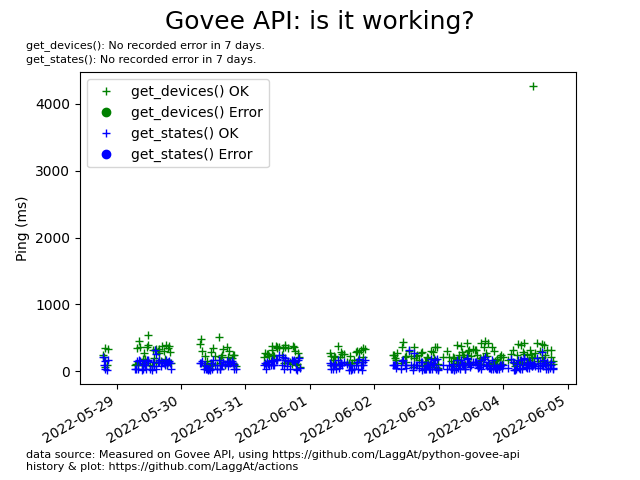 Govee API: is it working?
get_devices(): No recorded error in 7 days.
get_states(): No recorded error in 7 days.
get_devices() OK
get_devices() Error
get_states() OK
get_states() Error
Ping (ms)
4000
3000
2000
1000
0
2022-05-29
2022-05-30
2022-05-31
2022-06-01
2022-06-02
2022-06-03
2022-06-04
2022-06-05
data source: Measured on Govee API, using https://github.com/LaggAt/python-govee-api
history & plot: https://github.com/LaggAt/actions